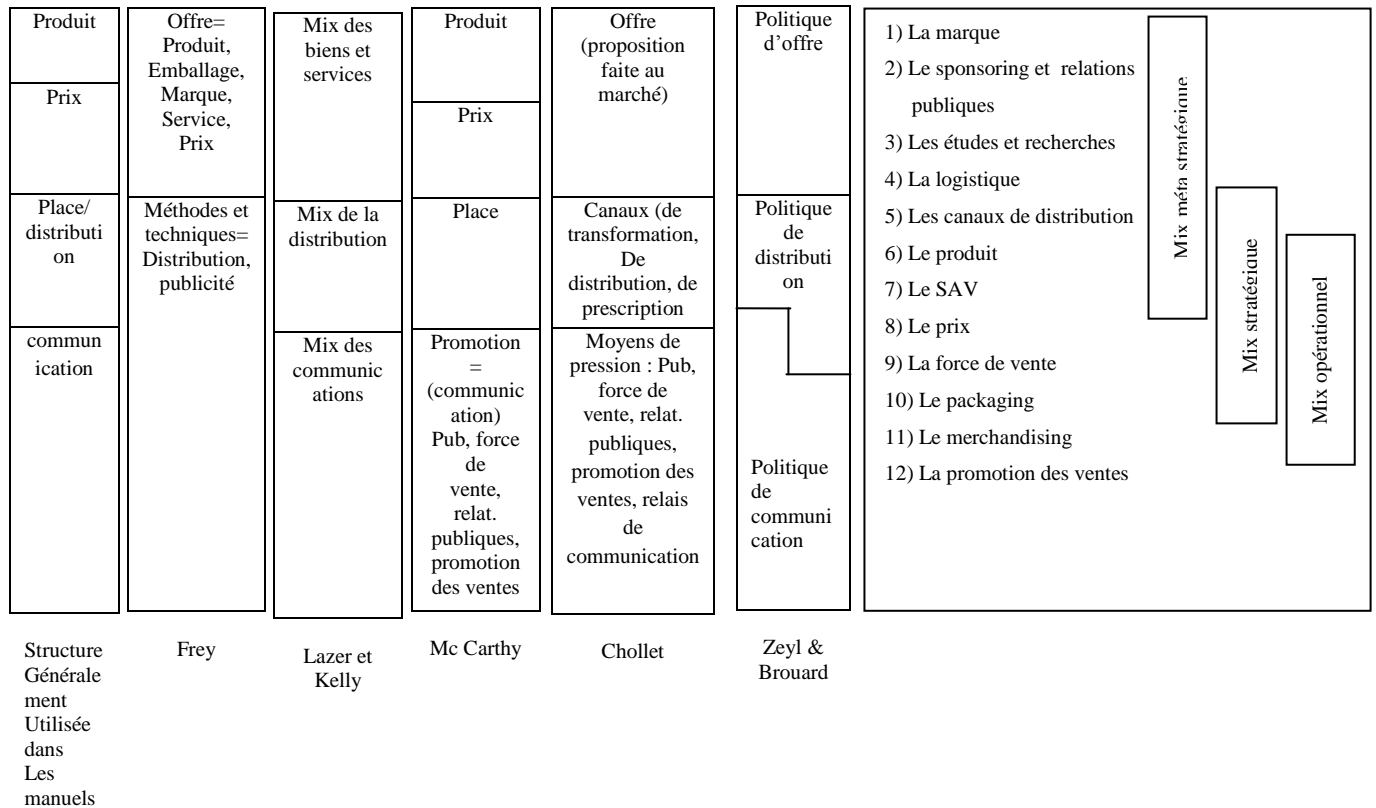 Produit
Prix
Place/
distributi
on
commun
ication
Structure
Générale
ment
Utilisée
dans
Les
manuels
Offre=
Produit,
Emballage,
Marque,
Service,
Prix
Méthodes et
techniques=
Distribution,
publicité
Frey
Mix des
biens et
services
Mix de la
distribution
Mix des
communic
ations
Lazer et
Kelly
Produit
Prix
Place
Promotion
=
(communic
ation)
Pub, force
de
vente,
relat.
publiques,
promotion
des ventes
Mc Carthy
Offre
(proposition
faite au
marché)
Canaux (de
transformation,
De
distribution, de
prescription
Moyens de
pression : Pub,
force de
vente, relat.
publiques,
promotion des
ventes, relais
de
communication
Chollet
Politique
d’offre
Politique
de
distributi
on
Politique
de
communi
cation
Zeyl &
Brouard
1) La marque
2) Le sponsoring et relations
publiques
3) Les études et recherches
4) La logistique
5) Les canaux de distribution
6) Le produit
7) Le SAV
8) Le prix
9) La force de vente
10) Le packaging
11) Le merchandising
12) La promotion des ventes
Mix méta stratégique
Mix stratégique
Mix opérationnel